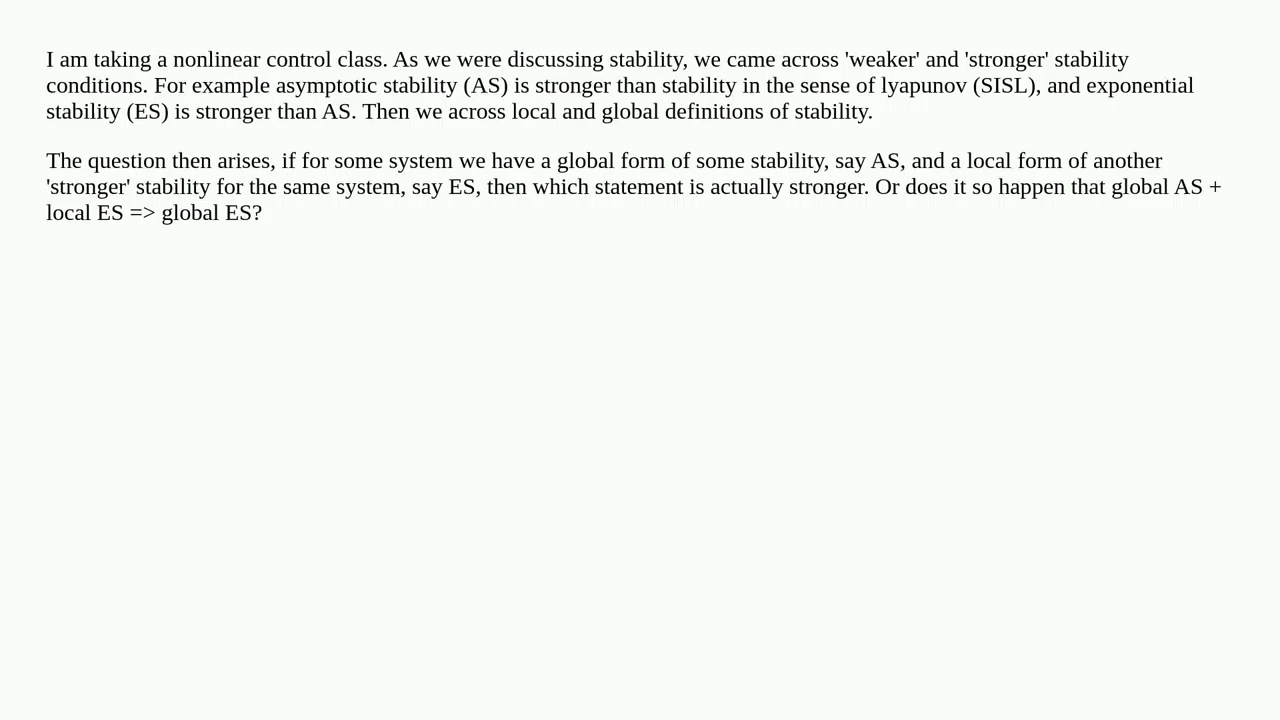 I am taking a nonlinear control class. As we were discussing stability, we came across 'weaker' and 'stronger' stability
conditions. For example asymptotic stability (AS) is stronger than stability in the sense of lyapunov (SISL), and exponential
stability (ES) is stronger than AS. Then we across local and global definitions of stability.
The question then arises, if for some system we have a global form of some stability, say AS, and a local form of another
'stronger' stability for the same system, say ES, then which statement is actually stronger. Or does it so happen that global AS +
local ES => global ES?